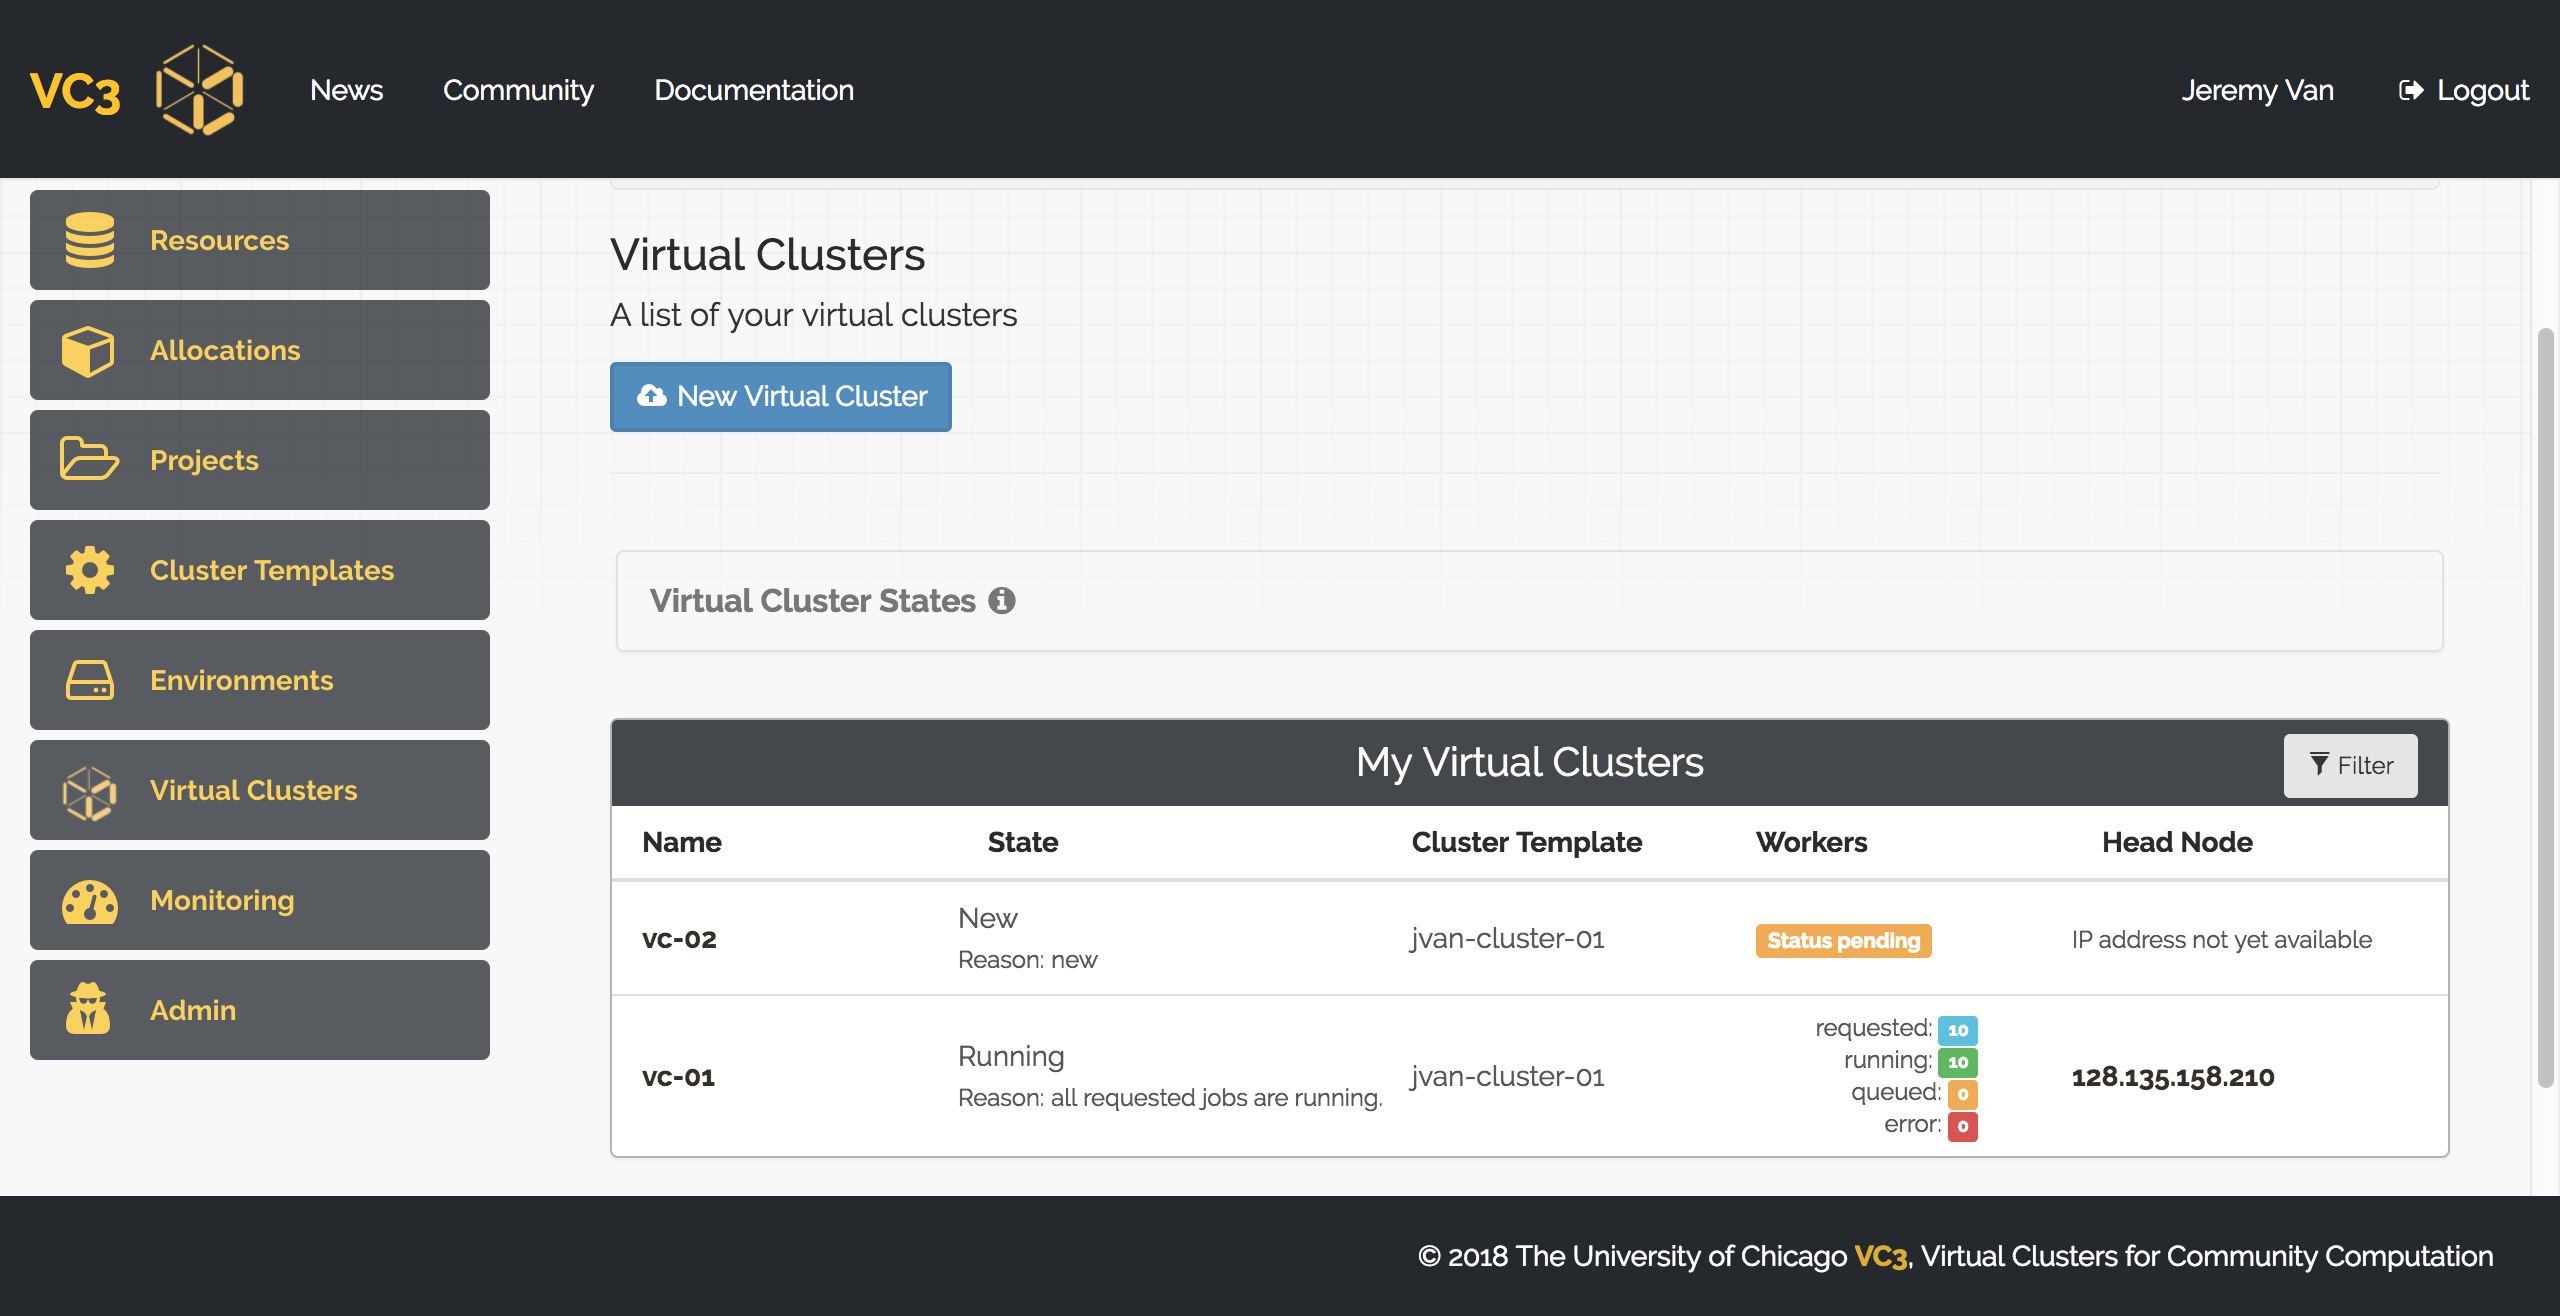 VC3
News
Community
Documentation
Jeremy Van
Logout
Resources
Allocations
Projects
Cluster Templates
Environments
Virtual Clusters
Monitoring
Admin
Virtual Clusters
A list of your virtual clusters
New Virtual Cluster
Virtual Cluster States
My Virtual Clusters
Filter
Name State Cluster Template Workers Head Node
vc-02
New
Reason: new
jvan-cluster-01
Status pending
IP address not yet available
vc-01
Running
Reason: all requested jobs are running.
jvan-cluster-01
requested: 10
running: 10
queued: 0
error: 0
128.135.158.210
© 2018 The University of Chicago VC3, Virtual Clusters for Community Computation